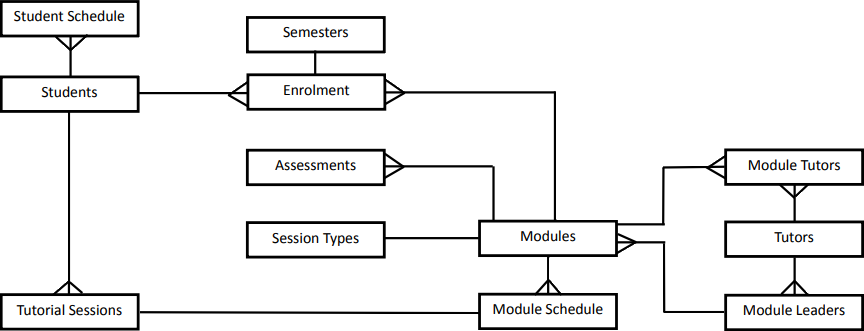 Student Schedule
Semesters
Students
Enrolment
Assessments
Module Tutors
Session Types
Modules
Tutors
Tutorial Sessions
Module Schedule
Module Leaders